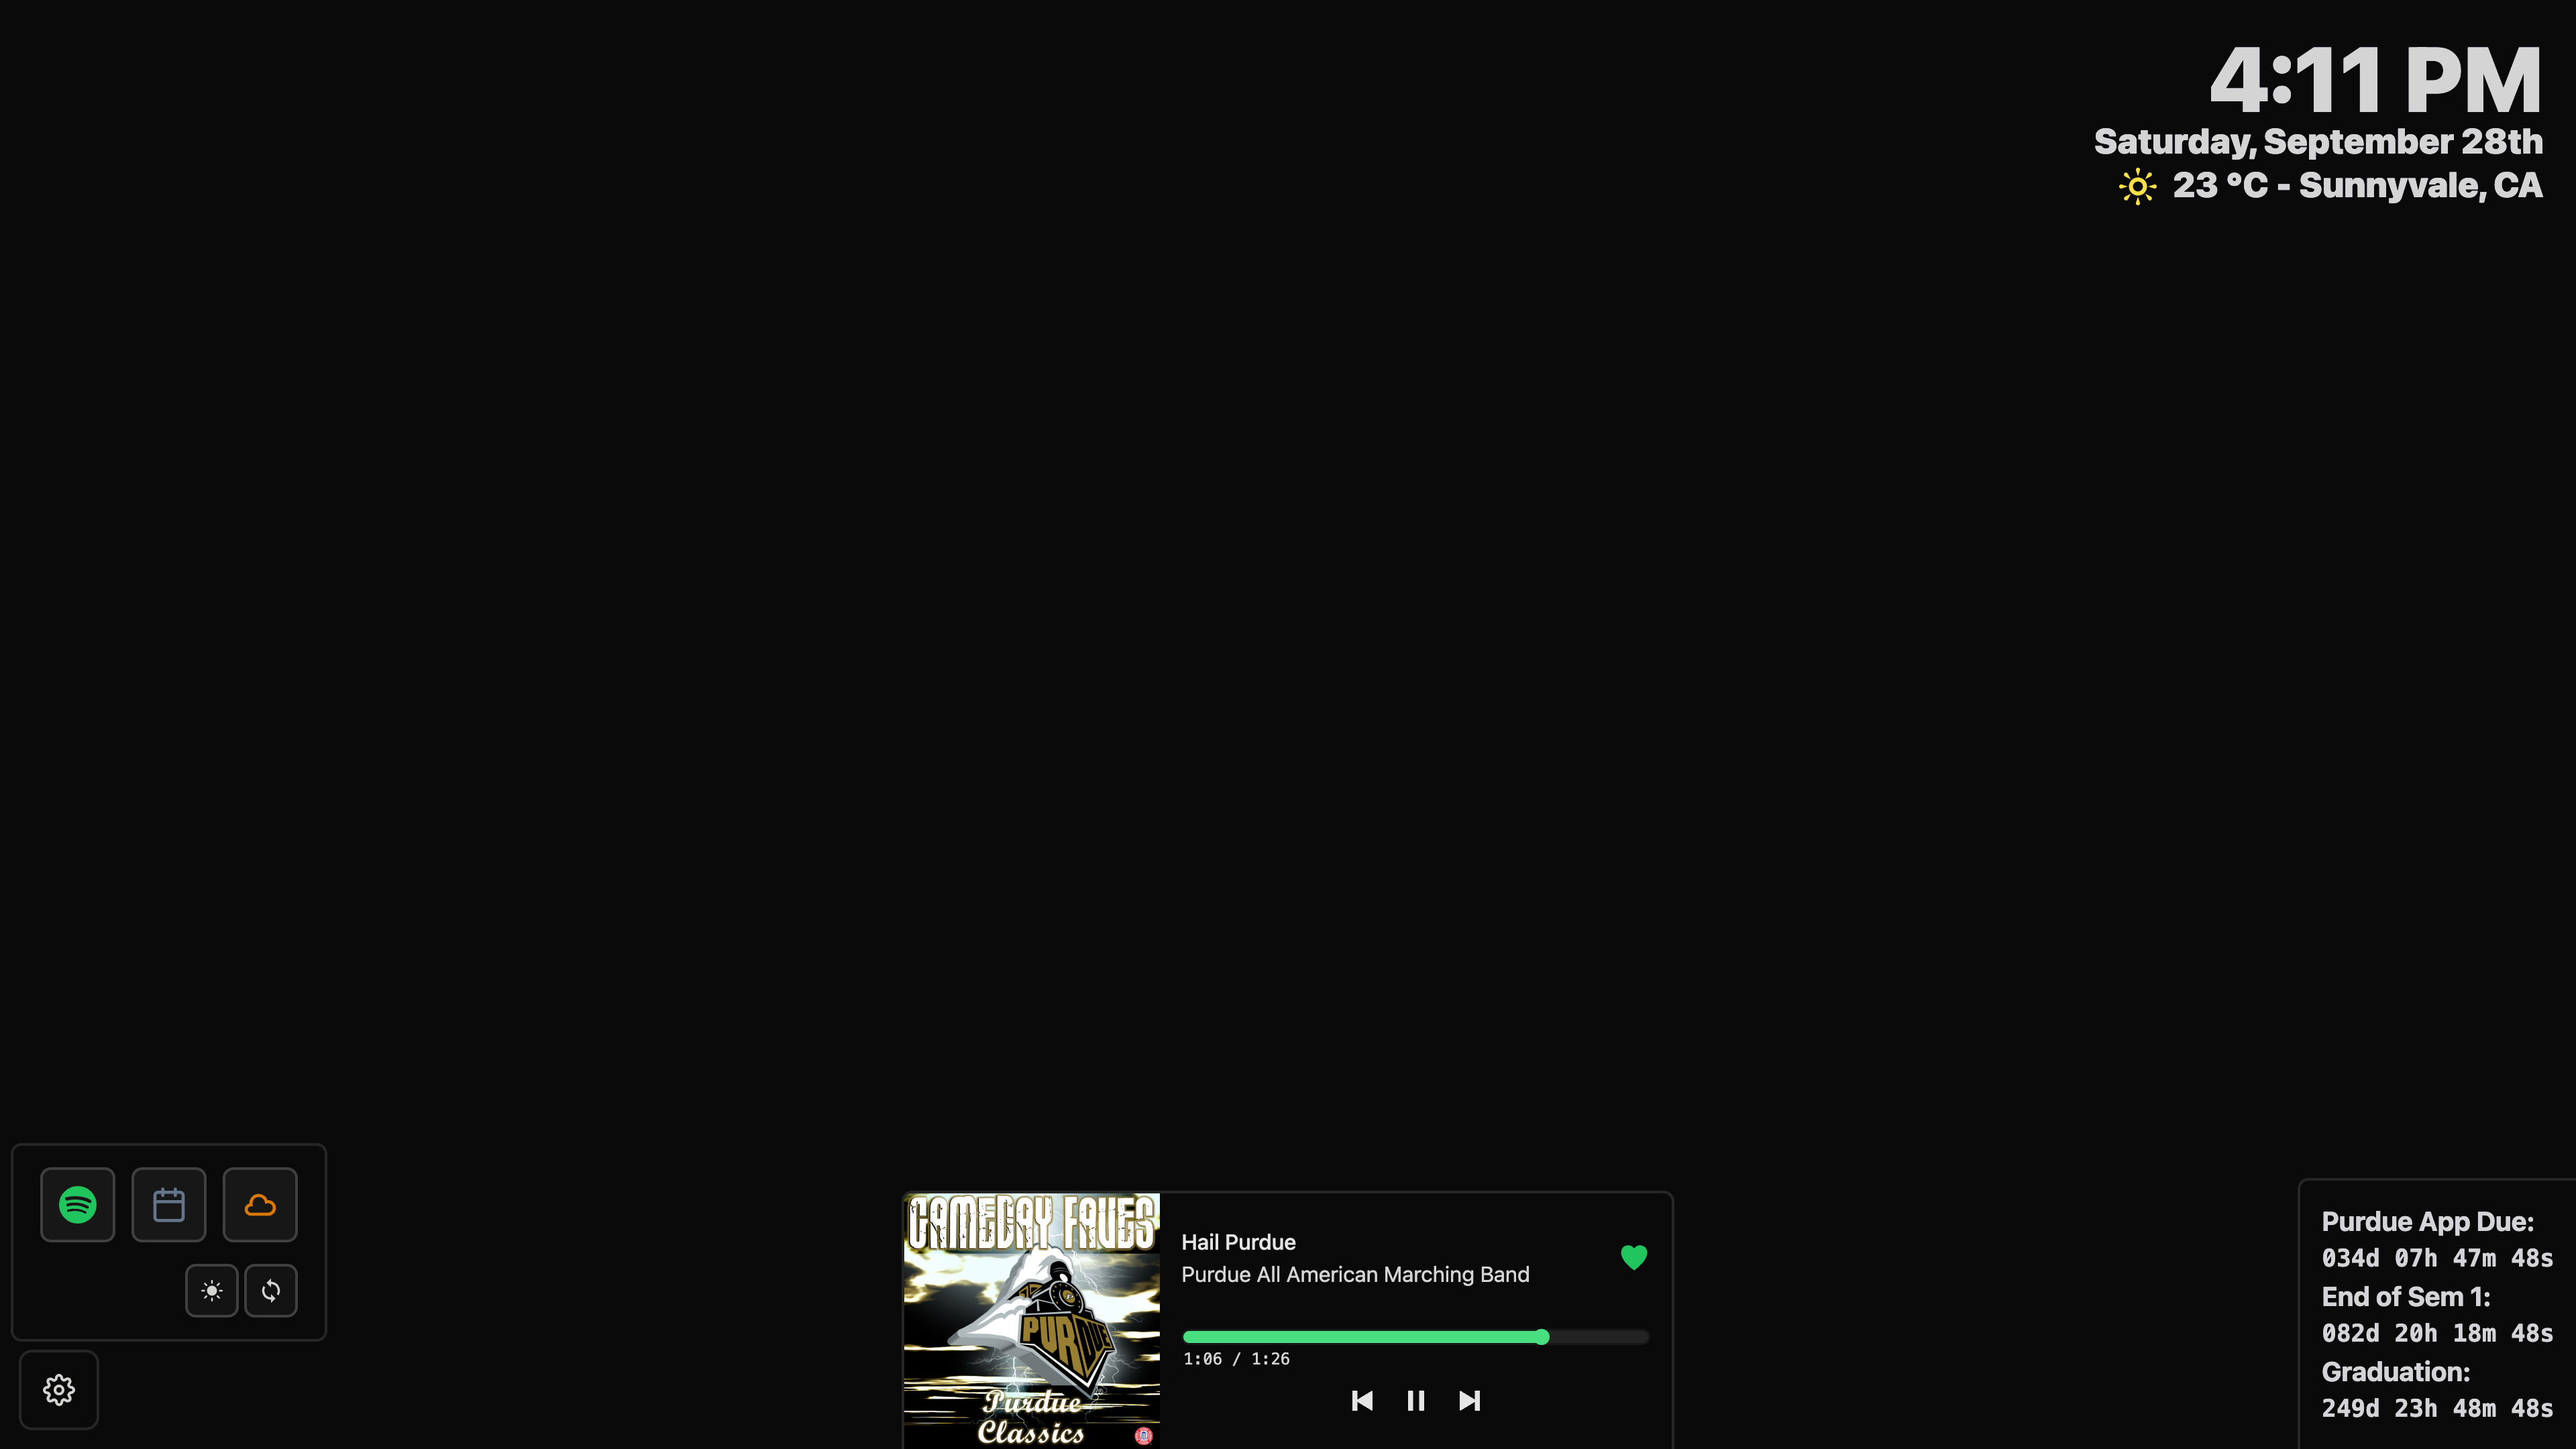 4:11 PM
Saturday, September 28th
23 °C - Sunnyvale, CA
GAMEDAY FAVES
PURDUE
Purdue
Classics
Hail Purdue
Purdue All American Marching Band
1:06 / 1:26
Purdue App Due:
034d 07h 47m 48s
End of Sem 1:
082d 20h 18m 48s
Graduation:
249d 23h 48m 48s